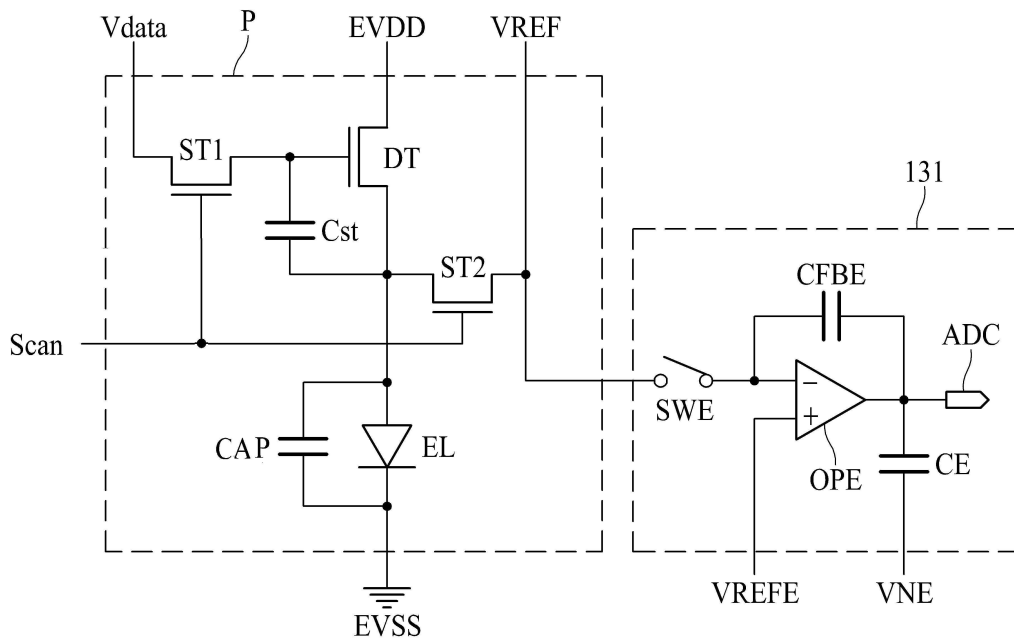 Vdata
P
EVDD
VREF
ST1
DT
131
Cst
ST2
CFBE
Scan
ADC
SWE
−
+
CAP
EL
OPE
CE
VREFE
VNE
EVSS